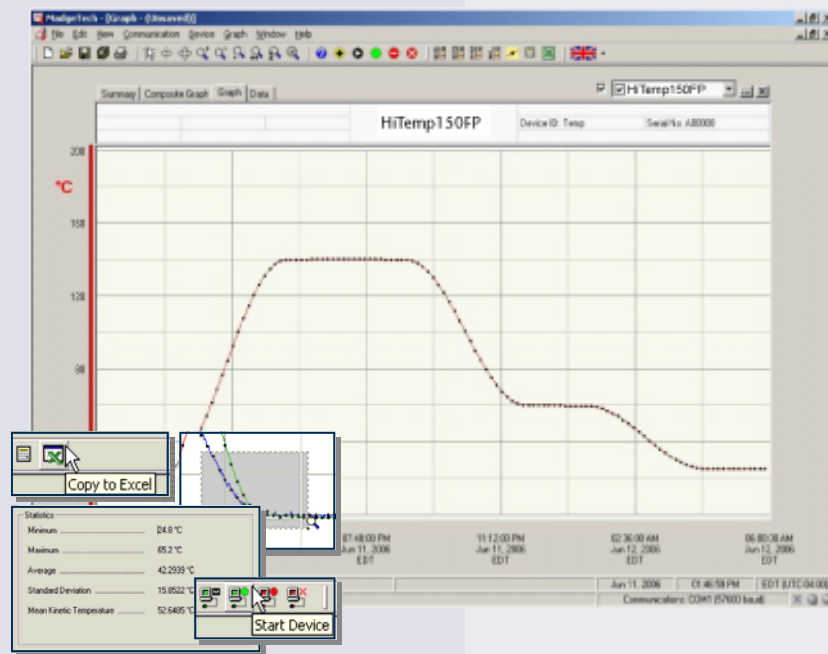 MadgeTech - [Graph - (Unsaved)]
File Edit View Communication Device Graph Window Help
Summary Composite Graph Graph Data
HiTemp150FP
HiTemp150FP
Device ID: Temp
Serial No: A00000
°C
200
160
120
80
Copy to Excel
07:48:00 PM
Jun 11, 2006
EDT
11:12:00 PM
Jun 11, 2006
EDT
02:36:00 AM
Jun 12, 2006
EDT
06:00:00 AM
Jun 12, 2006
EDT
Statistics
Minimum 24.8 °C
Maximum 65.2 °C
Average 42.2939 °C
Standard Deviation 15.8522 °C
Mean Kinetic Temperature 52.6485 °C
Start Device
Jun 11, 2006 01:46:59 PM EDT (UTC-04:00)
Communications: COM1 (57600 baud)